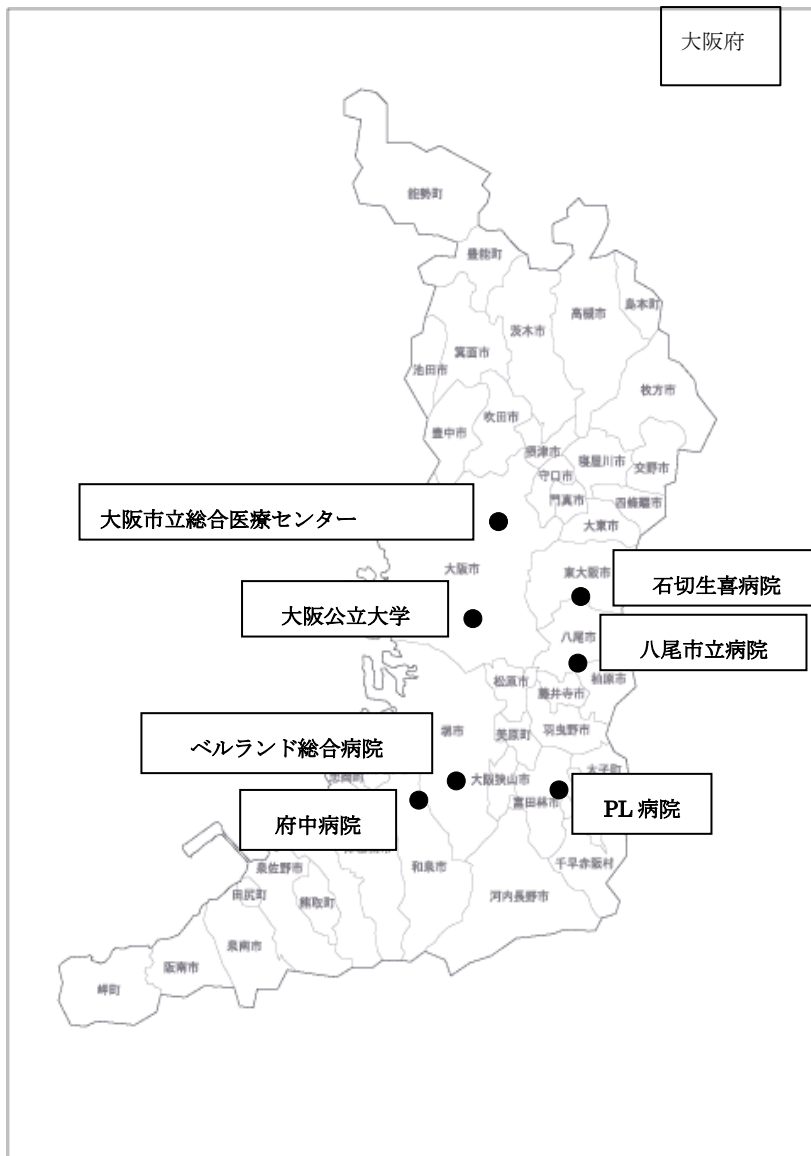 大阪府
能勢町
豊能町
島本町
高槻市
茨木市
箕面市
池田市
枚方市
吹田市
豊中市
摂津市
寝屋川市
交野市
守口市
門真市
四條畷市
大東市
大阪市立総合医療センター
大阪市
東大阪市
石切生喜病院
大阪公立大学
八尾市
八尾市立病院
松原市
柏原市
藤井寺市
ベルランド総合病院
堺市
美原町
羽曳野市
大阪狭山市
太子町
富田林市
PL 病院
府中病院
千早赤阪村
泉佐野市
和泉市
田尻町
熊取町
河内長野市
泉南市
阪南市
岬町